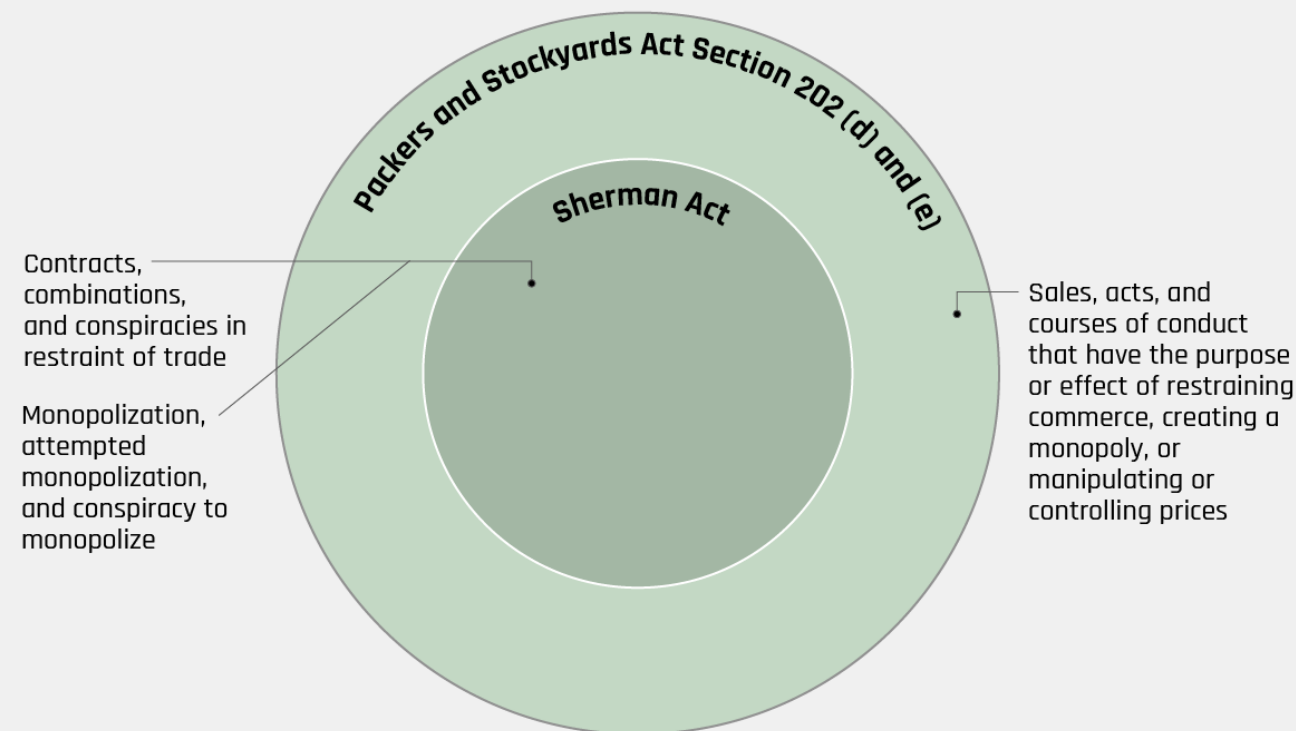 Packers and Stockyards Act Section 202 (d) and (e)
Sherman Act
Contracts,
combinations,
and conspiracies in
restraint of trade
Monopolization,
attempted
monopolization,
and conspiracy to
monopolize
Sales, acts, and
courses of conduct
that have the purpose
or effect of restraining
commerce, creating a
monopoly, or
manipulating or
controlling prices